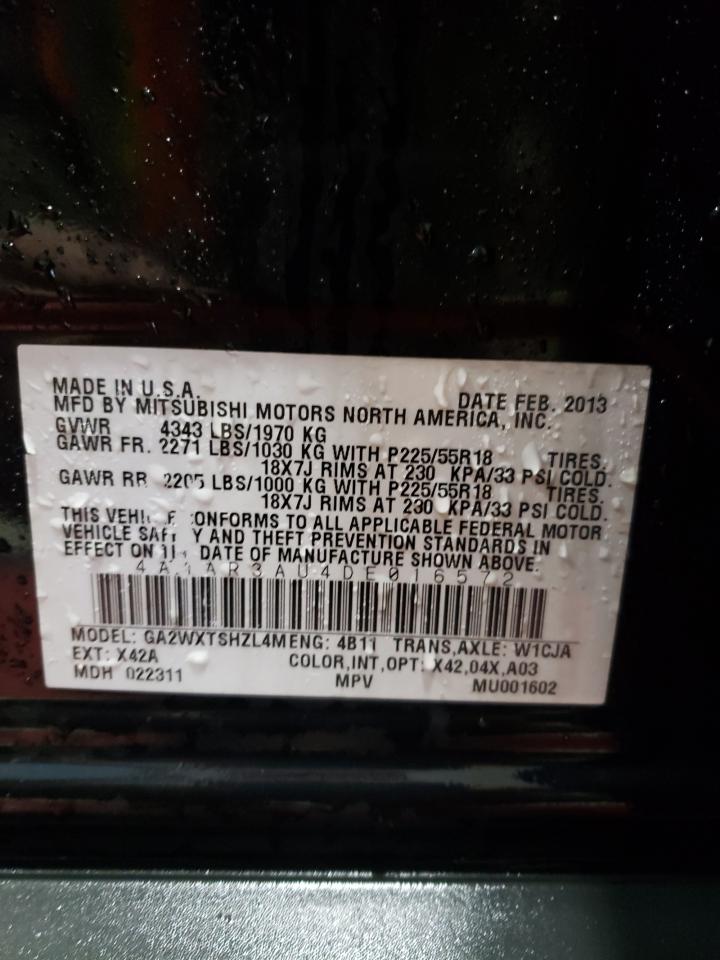 MADE IN U.S.A. DATE FEB. 2013
MFD BY MITSUBISHI MOTORS NORTH AMERICA, INC.
GVWR 4343 LBS/1970 KG
GAWR FR. 2271 LBS/1030 KG WITH P225/55R18 TIRES,
18X7J RIMS AT 230 KPA/33 PSI COLD.
GAWR RR 2205 LBS/1000 KG WITH P225/55R18 TIRES,
18X7J RIMS AT 230 KPA/33 PSI COLD.
THIS CONFORMS TO ALL APPLICABLE FEDERAL MOTOR
VEHICLE AND THEFT PREVENTION STANDARDS IN
EFFECT ON DATE OF MANUFACTURE SHOWN ABOVE.
MODEL: GA2WXTSHZL4M ENG: 4B11 TRANS,AXLE: W1CJA
EXT: X42A COLOR,INT,OPT: X42,04X,A03
MDH 022311 MPV MU001602